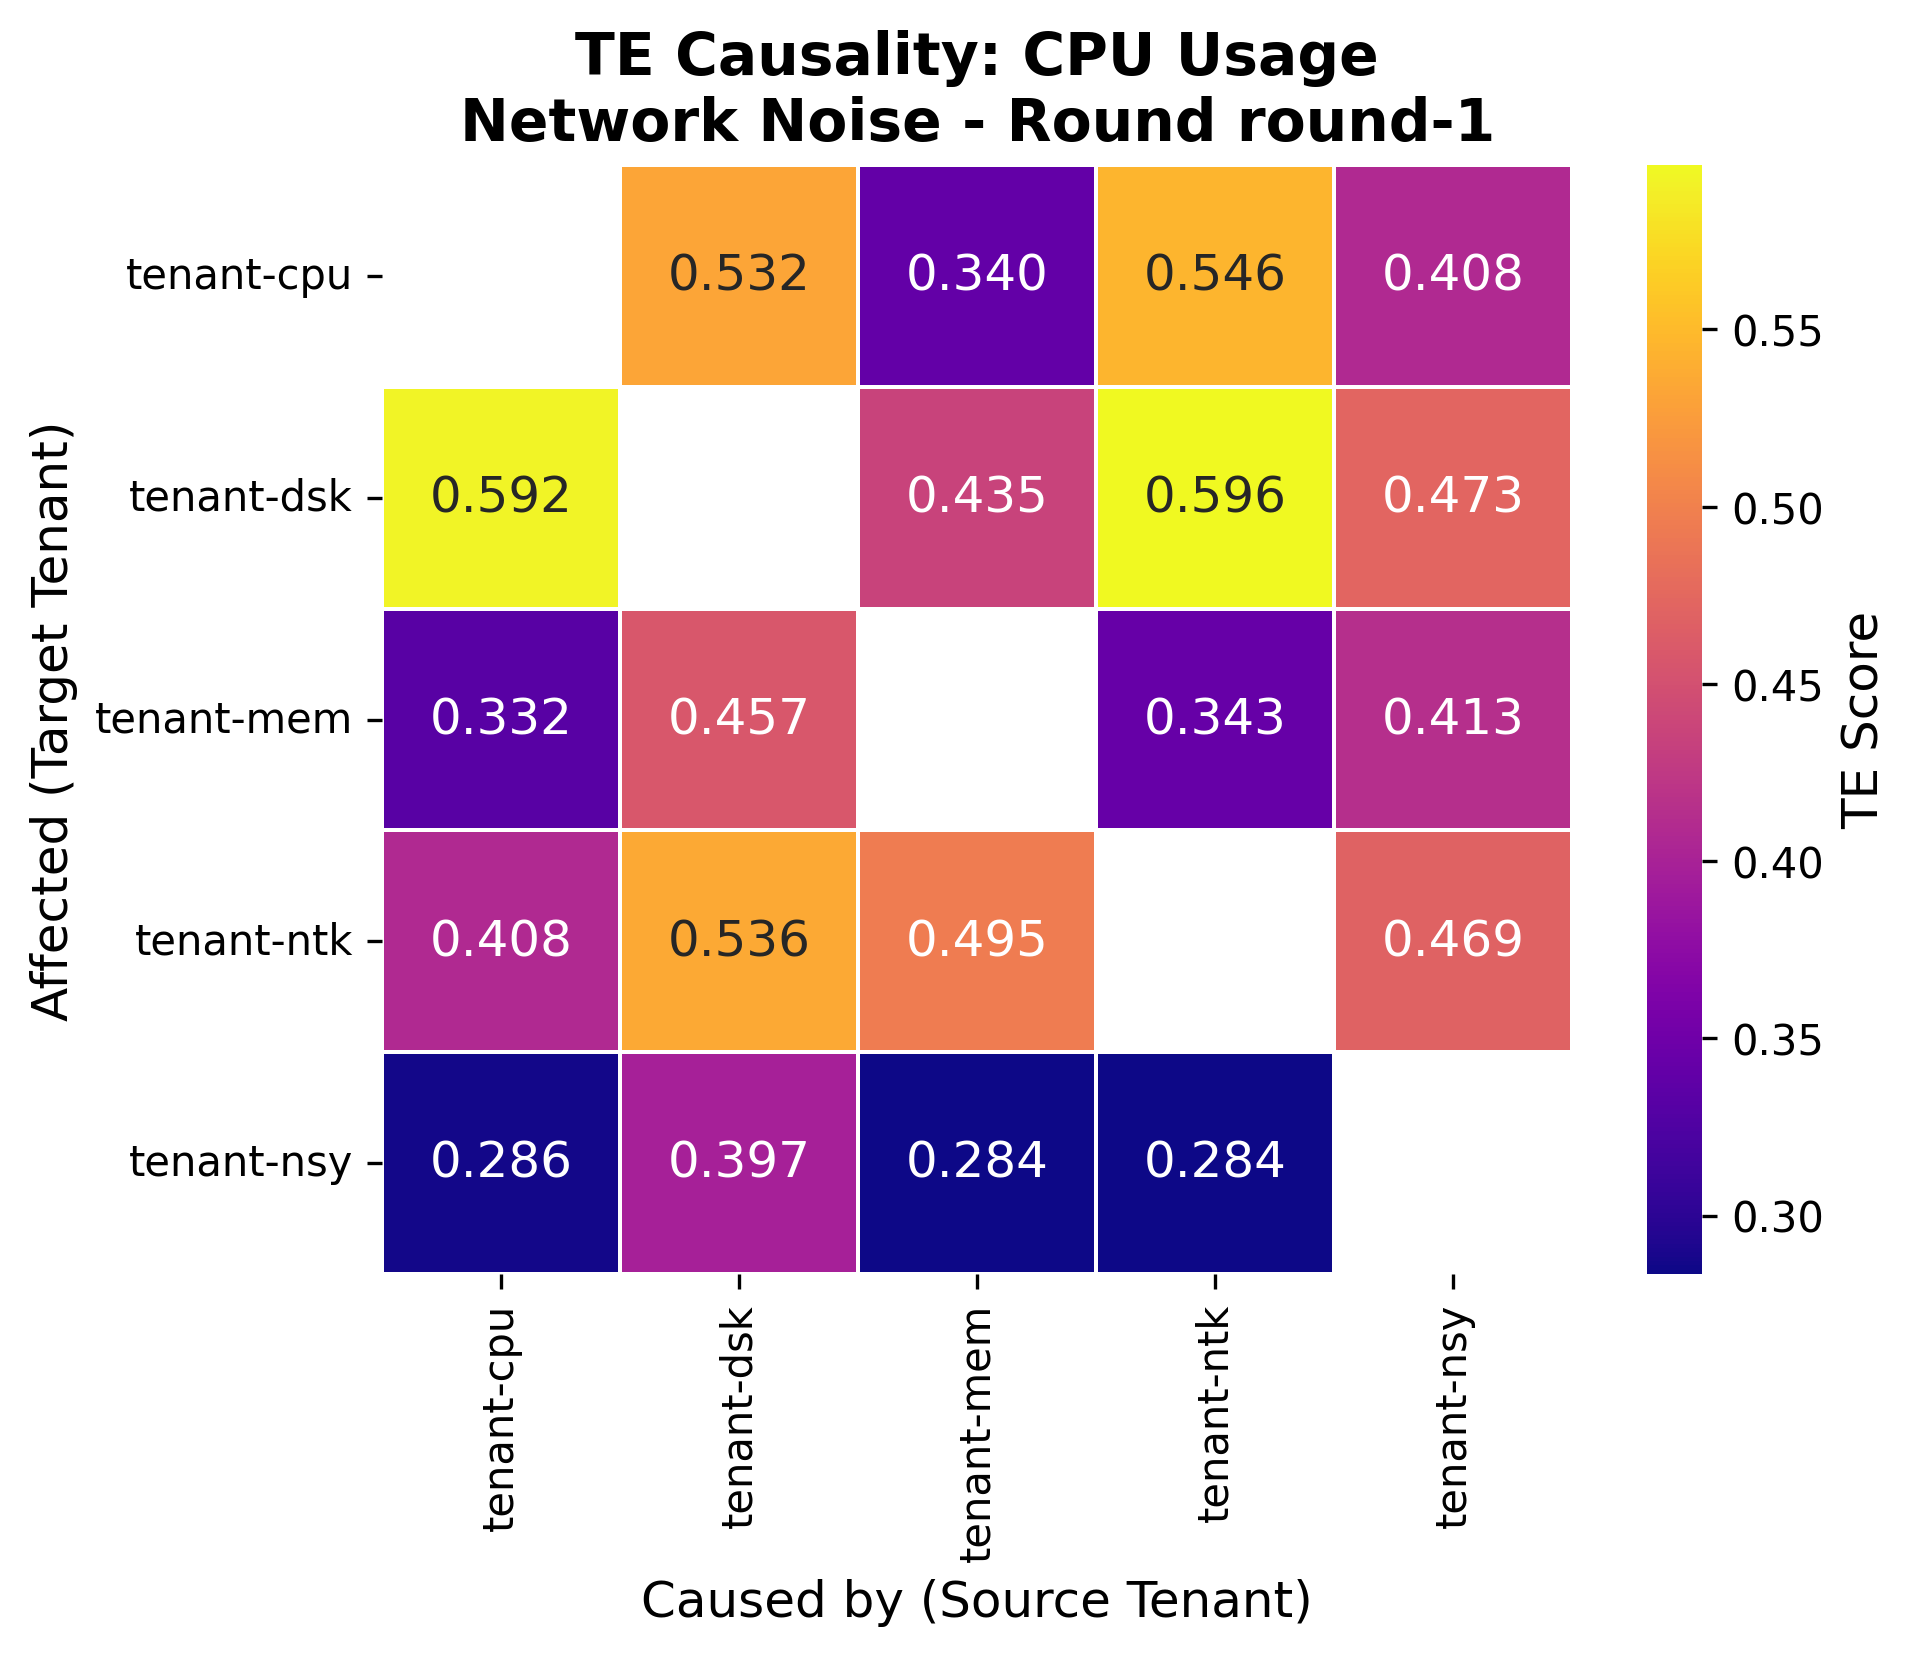 TE Causality: CPU Usage
Network Noise - Round round-1
Affected (Target Tenant)
tenant-cpu 0.532 0.340 0.546 0.408
tenant-dsk 0.592 0.435 0.596 0.473
tenant-mem 0.332 0.457 0.343 0.413
tenant-ntk 0.408 0.536 0.495 0.469
tenant-nsy 0.286 0.397 0.284 0.284
tenant-cpu tenant-dsk tenant-mem tenant-ntk tenant-nsy
Caused by (Source Tenant)
0.55
0.50
0.45
0.40
0.35
0.30
TE Score